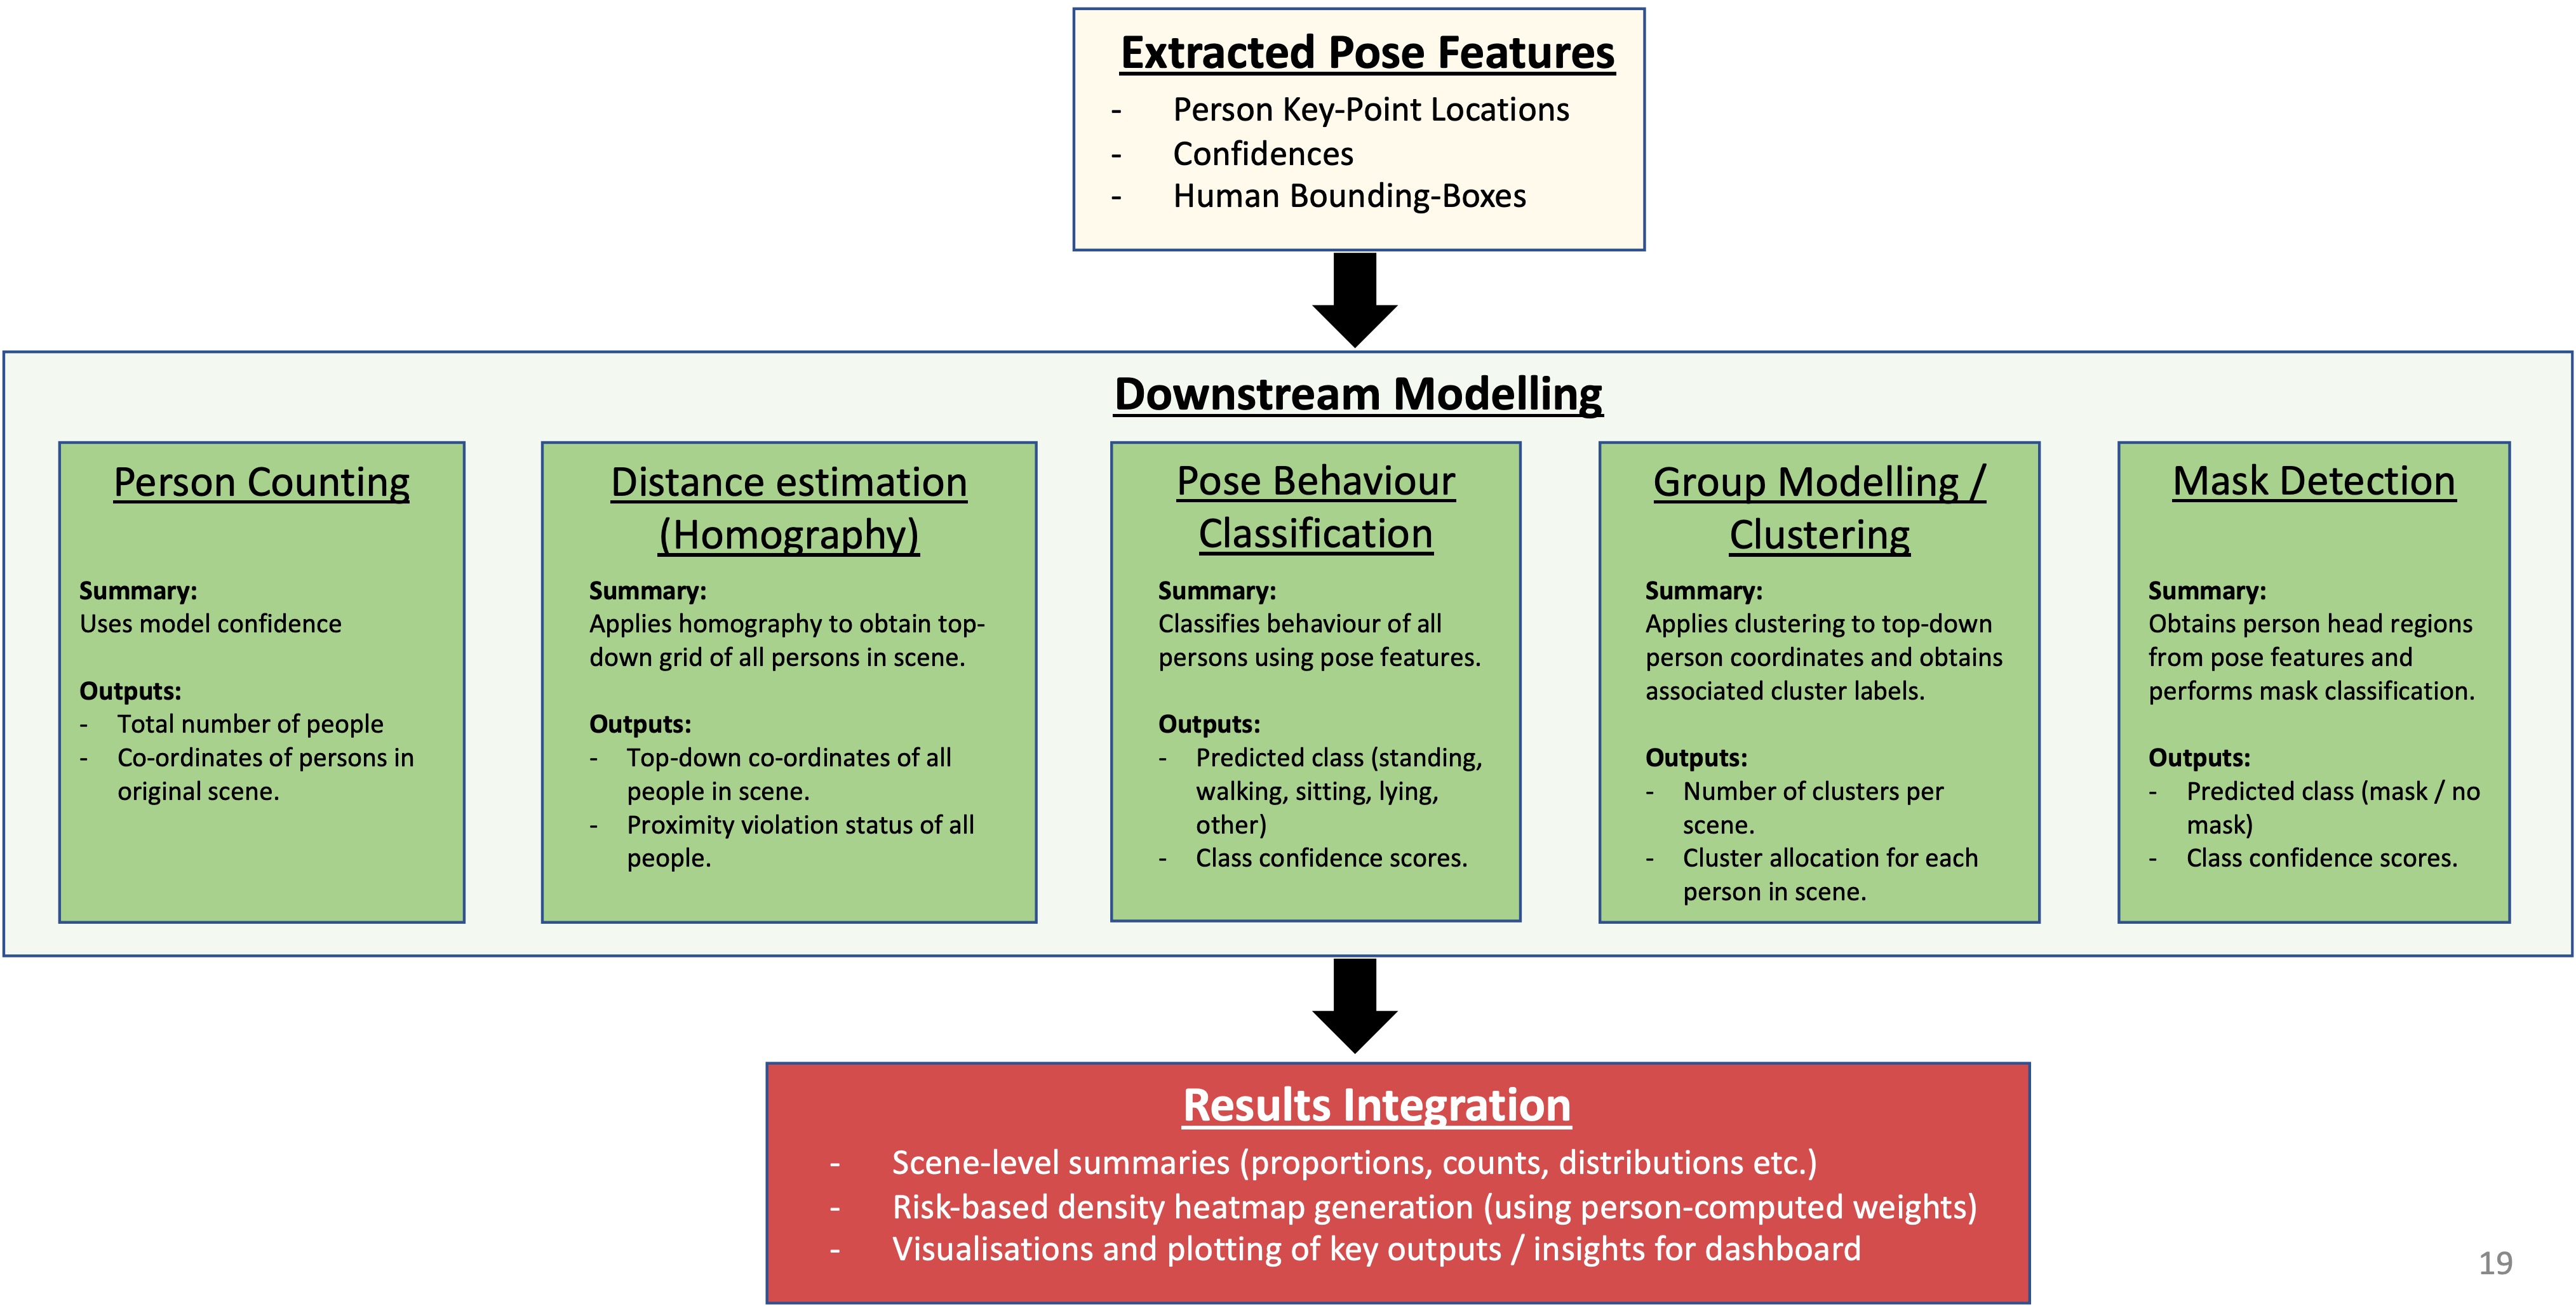 Extracted Pose Features
- Person Key-Point Locations
- Confidences
- Human Bounding-Boxes
Downstream Modelling
Person Counting
Summary:
Uses model confidence
Outputs:
- Total number of people
- Co-ordinates of persons in
original scene.
Distance estimation
(Homography)
Summary:
Applies homography to obtain top-
down grid of all persons in scene.
Outputs:
- Top-down co-ordinates of all
people in scene.
- Proximity violation status of all
people.
Pose Behaviour
Classification
Summary:
Classifies behaviour of all
persons using pose features.
Outputs:
- Predicted class (standing,
walking, sitting, lying,
other)
- Class confidence scores.
Group Modelling /
Clustering
Summary:
Applies clustering to top-down
person coordinates and obtains
associated cluster labels.
Outputs:
- Number of clusters per
scene.
- Cluster allocation for each
person in scene.
Mask Detection
Summary:
Obtains person head regions
from pose features and
performs mask classification.
Outputs:
- Predicted class (mask / no
mask)
- Class confidence scores.
Results Integration
- Scene-level summaries (proportions, counts, distributions etc.)
- Risk-based density heatmap generation (using person-computed weights)
- Visualisations and plotting of key outputs / insights for dashboard
19